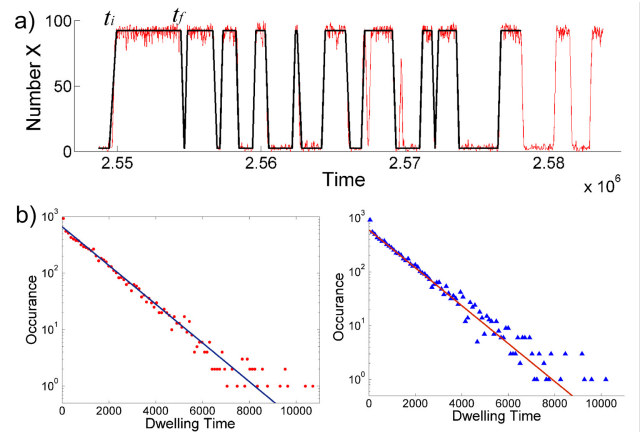 a)
t_i t_f
100
50
0
Number X
2.55 2.56 2.57 2.58
Time
x 10^6
b)
10^3
10^2
10^1
10^0
Occurance
0 2000 4000 6000 8000 10000
Dwelling Time
10^3
10^2
10^1
10^0
Occurance
0 2000 4000 6000 8000 10000
Dwelling Time